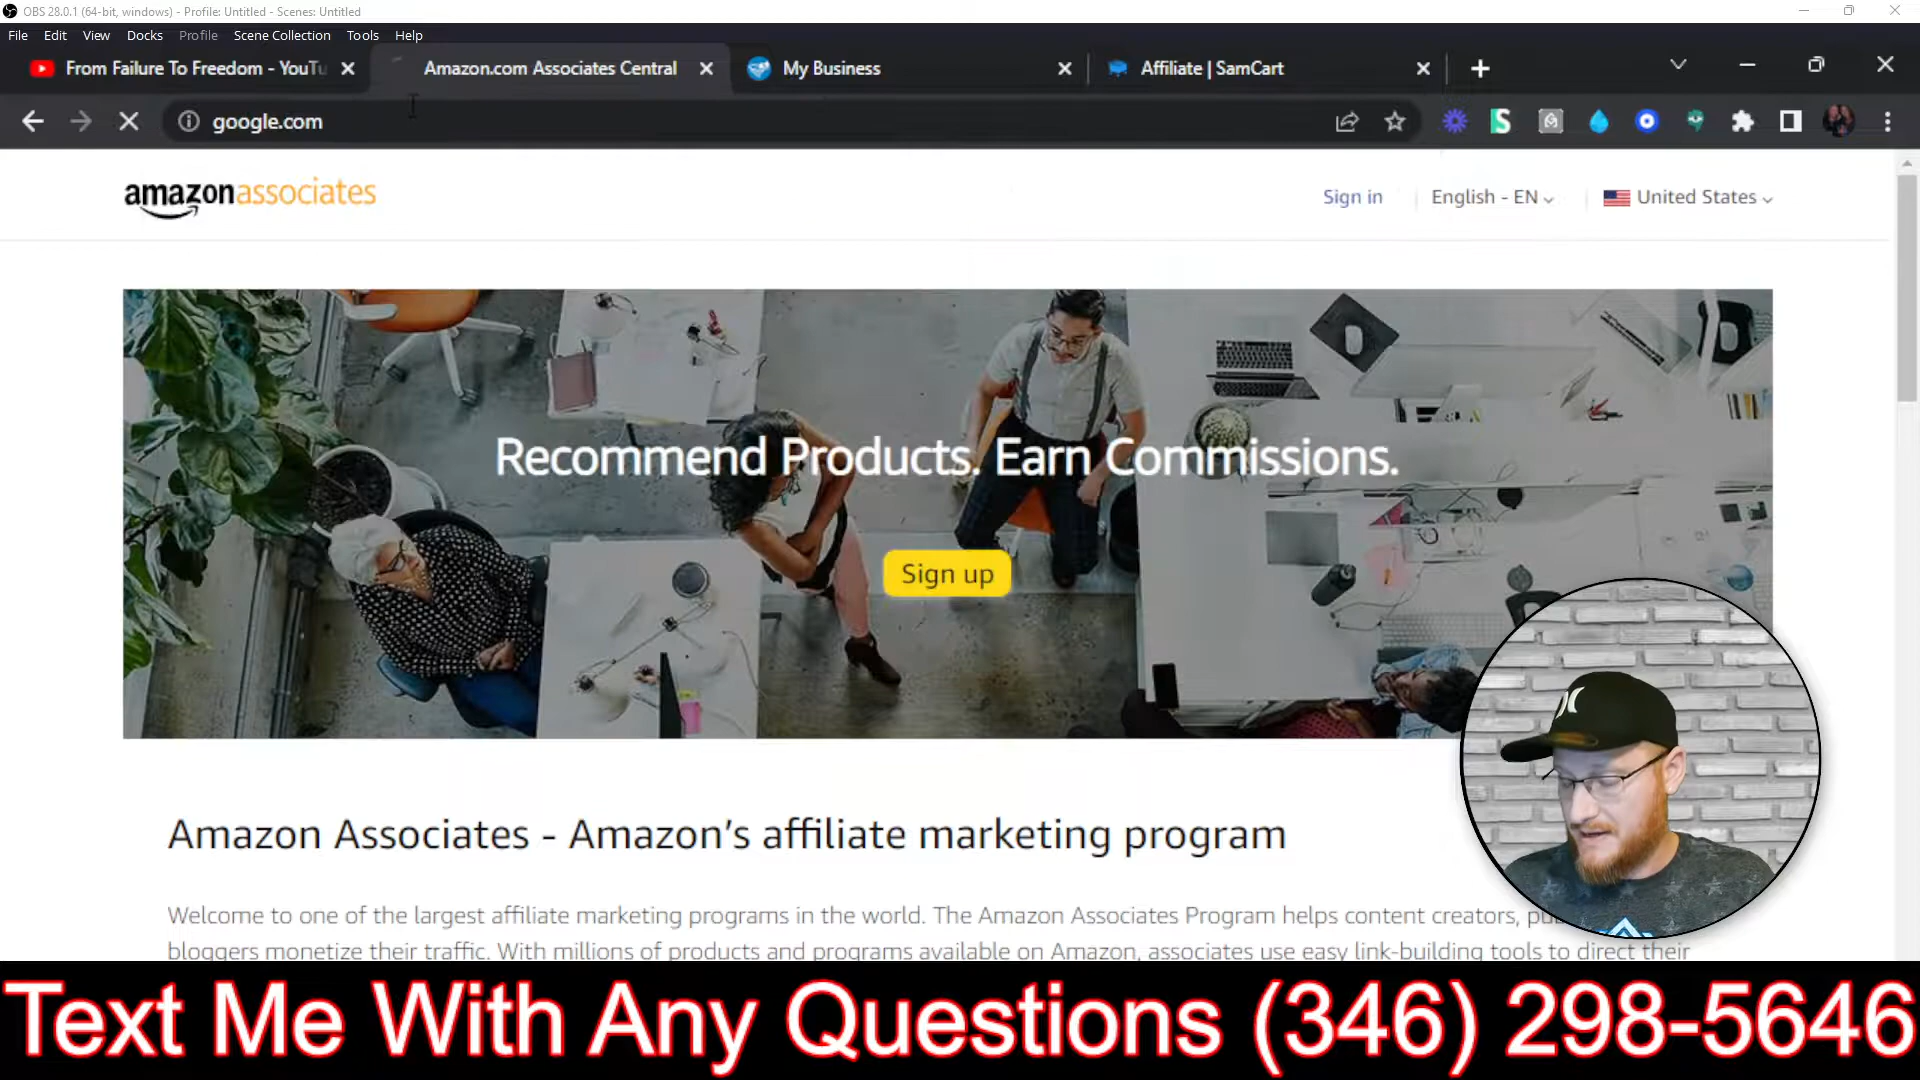 OBS 28.0.1 (64-bit, windows) - Profile: Untitled - Scenes: Untitled
File Edit View Docks Profile Scene Collection Tools Help
From Failure To Freedom - YouTu
Amazon.com Associates Central
My Business
Affiliate | SamCart
google.com
amazonassociates
Sign in
English - EN
United States
Recommend Products. Earn Commissions.
Sign up
Amazon Associates - Amazon's affiliate marketing program
Welcome to one of the largest affiliate marketing programs in the world. The Amazon Associates Program helps content creators,
bloggers monetize their traffic. With millions of products and programs available on Amazon, associates use easy link-building tools to direct their
Text Me With Any Questions (346) 298-5646